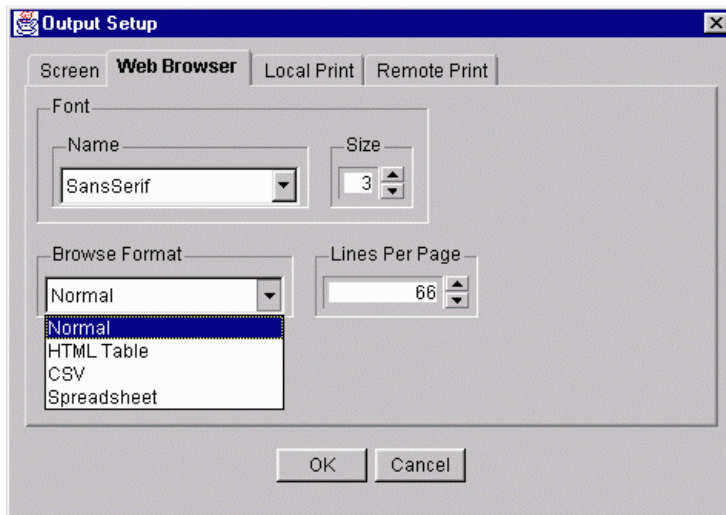 Output Setup
Screen Web Browser Local Print Remote Print
Font
Name Size
SansSerif 3
Browse Format Lines Per Page
Normal 66
Normal
HTML Table
CSV
Spreadsheet
OK Cancel